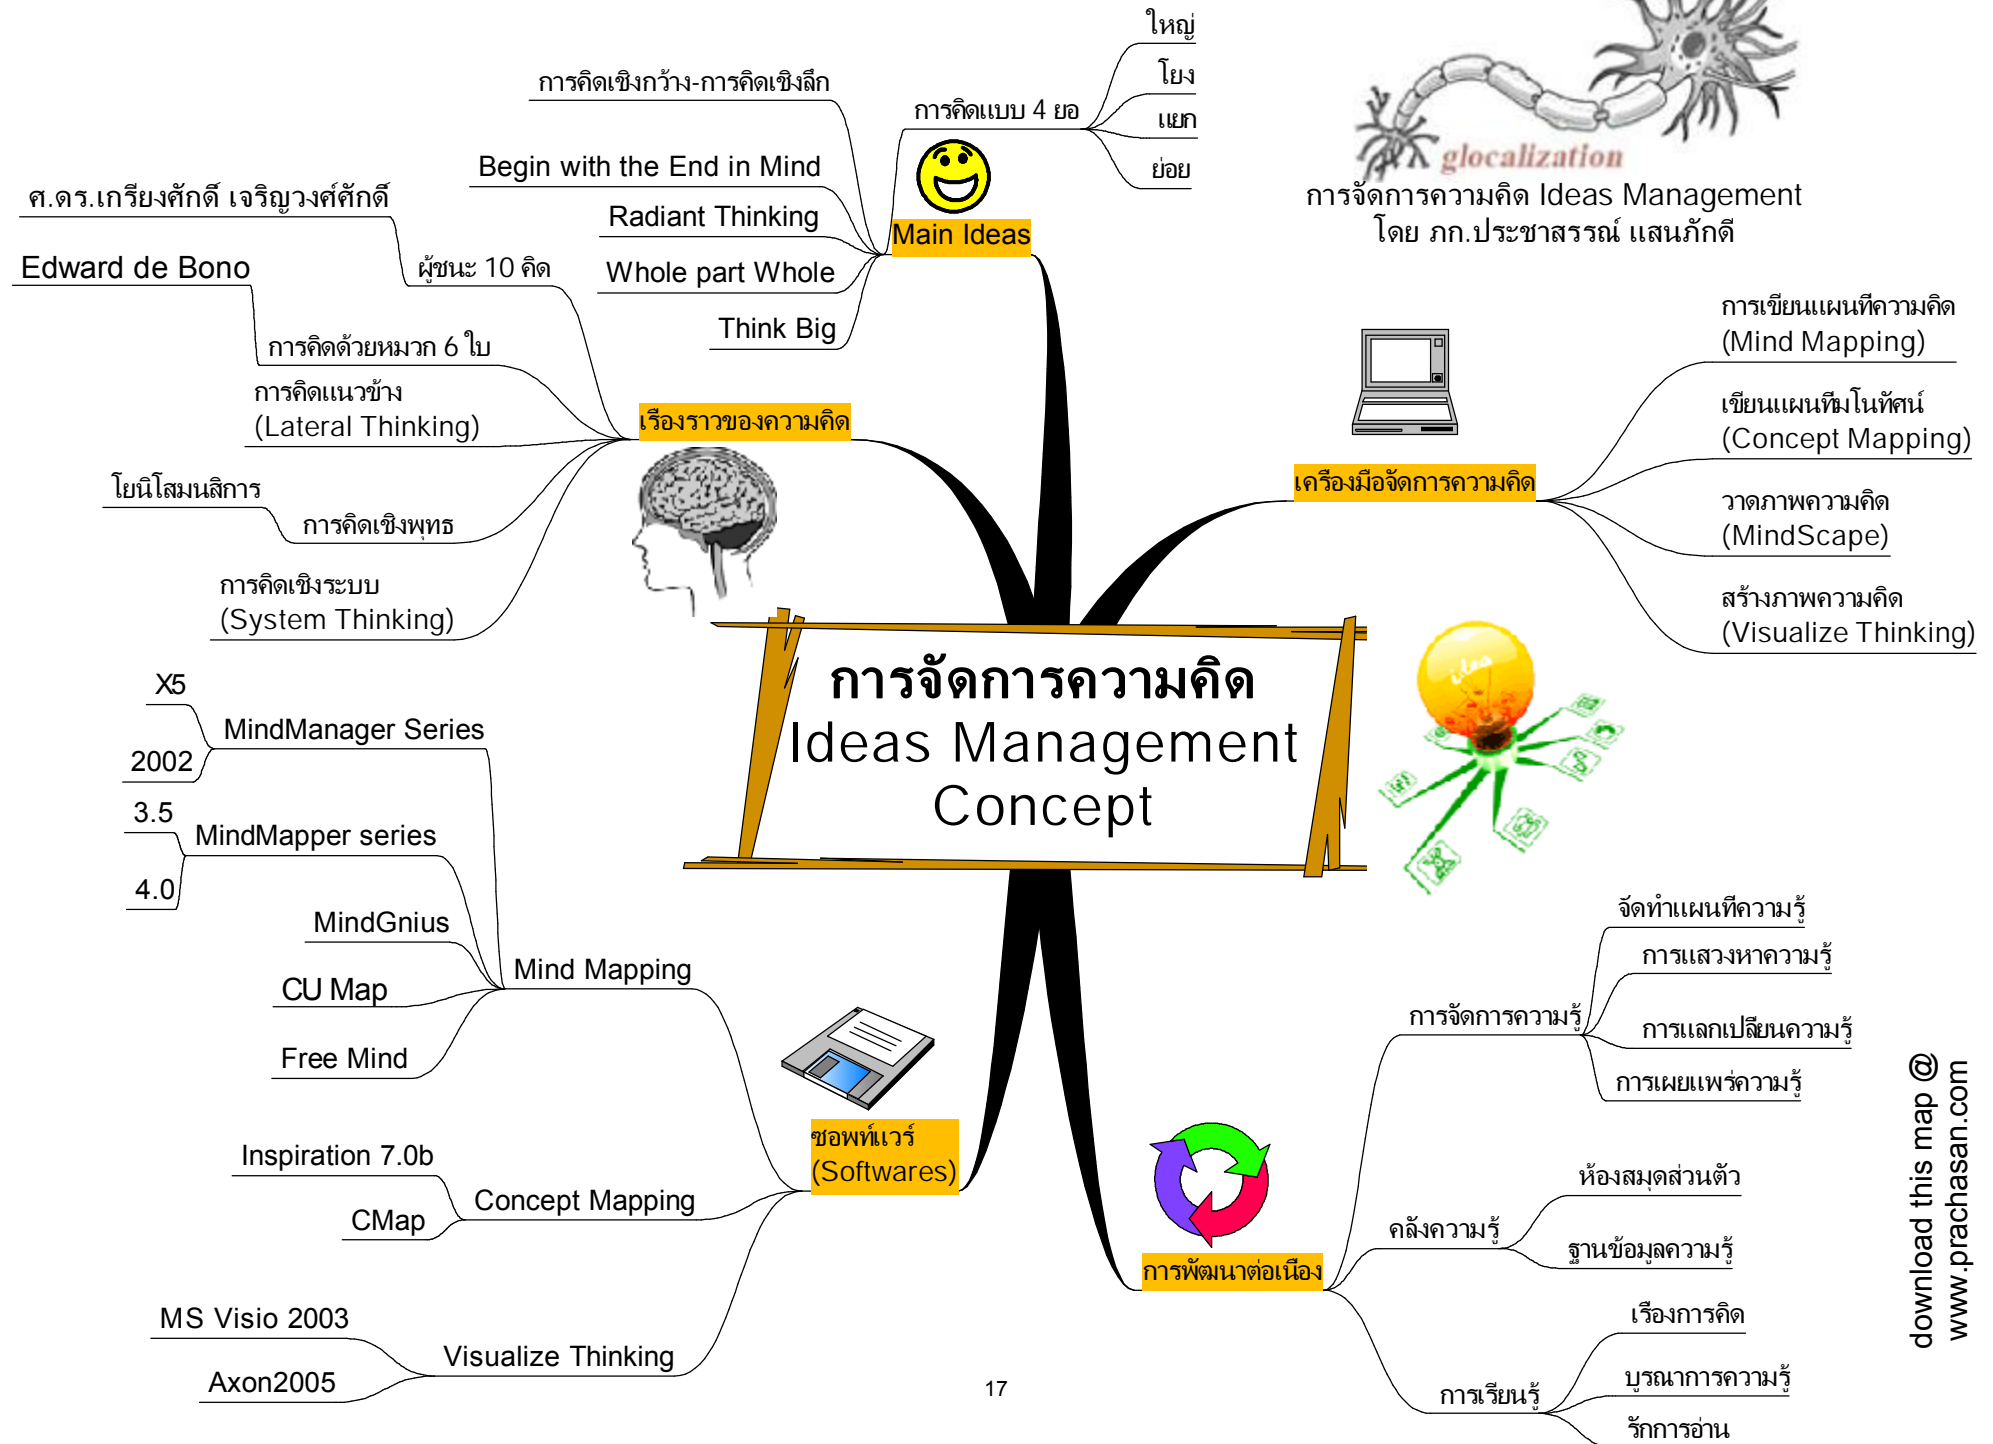 glocalization
การจัดการความคิด Ideas Management
โดย ภก.ประชาสรรณ์ แสนภักดี
การจัดการความคิด
Ideas Management
Concept
Main Ideas
การคิดแบบ 4 ยอ
ใหญ่
โยง
แยก
ย่อย
การคิดเชิงกว้าง-การคิดเชิงลึก
Begin with the End in Mind
Radiant Thinking
Whole part Whole
Think Big
เรื่องราวของความคิด
ผู้ชนะ 10 คิด
ศ.ดร.เกรียงศักดิ์ เจริญวงศ์ศักดิ์
การคิดด้วยหมวก 6 ใบ
Edward de Bono
การคิดแนวข้าง
(Lateral Thinking)
การคิดเชิงพุทธ
โยนิโสมนสิการ
การคิดเชิงระบบ
(System Thinking)
เครื่องมือจัดการความคิด
การเขียนแผนที่ความคิด
(Mind Mapping)
เขียนแผนที่มโนทัศน์
(Concept Mapping)
วาดภาพความคิด
(MindScape)
สร้างภาพความคิด
(Visualize Thinking)
idea
ซอพท์แวร์
(Softwares)
Mind Mapping
MindManager Series
X5
2002
MindMapper series
3.5
4.0
MindGnius
CU Map
Free Mind
Concept Mapping
Inspiration 7.0b
CMap
Visualize Thinking
MS Visio 2003
Axon2005
การพัฒนาต่อเนื่อง
การจัดการความรู้
จัดทำแผนที่ความรู้
การแสวงหาความรู้
การแลกเปลี่ยนความรู้
การเผยแพร่ความรู้
คลังความรู้
ห้องสมุดส่วนตัว
ฐานข้อมูลความรู้
การเรียนรู้
เรื่องการคิด
บูรณาการความรู้
รักการอ่าน
download this map @
www.prachasan.com
17